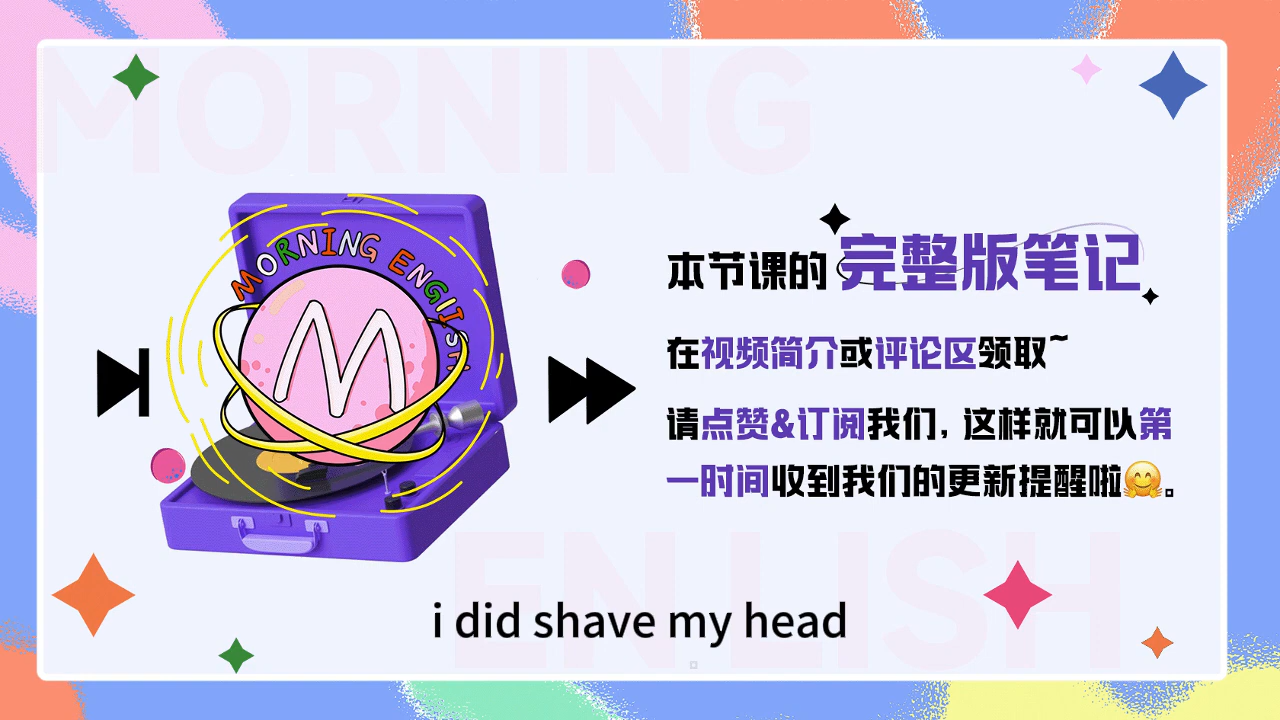 MORNING
MORNING ENGLISH
M
本节课的 完整版笔记
在视频简介或评论区领取~
请点赞&订阅我们，这样就可以第
一时间收到我们的更新提醒啦🤗。
EN LISH
i did shave my head